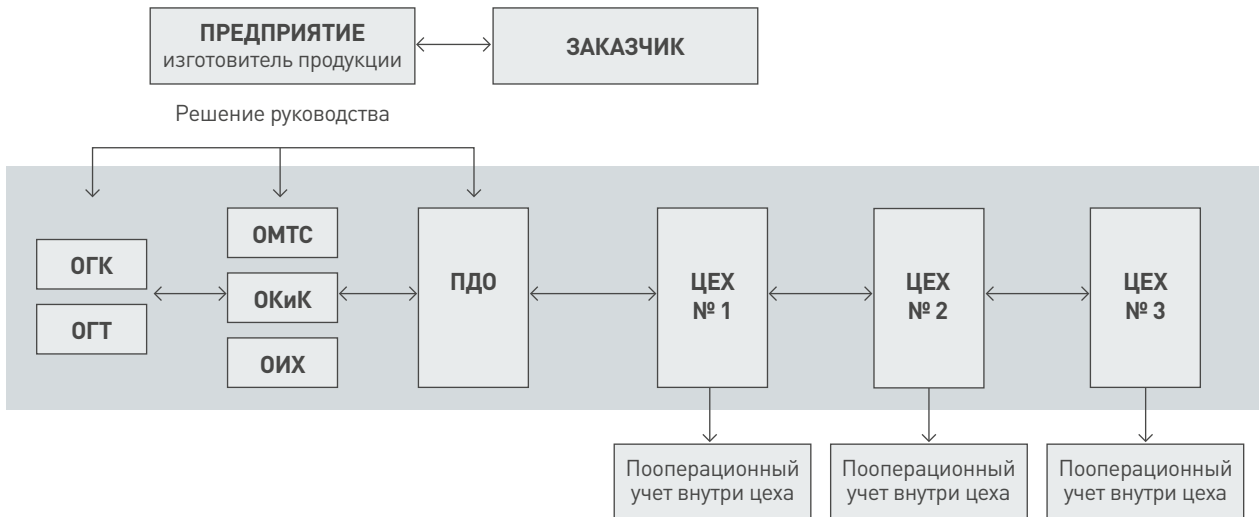 ПРЕДПРИЯТИЕ
изготовитель продукции
ЗАКАЗЧИК
Решение руководства
ОГК
ОГТ
ОМТС
ОКиК
ОИХ
ПДО
ЦЕХ
№ 1
ЦЕХ
№ 2
ЦЕХ
№ 3
Пооперационный
учет внутри цеха
Пооперационный
учет внутри цеха
Пооперационный
учет внутри цеха